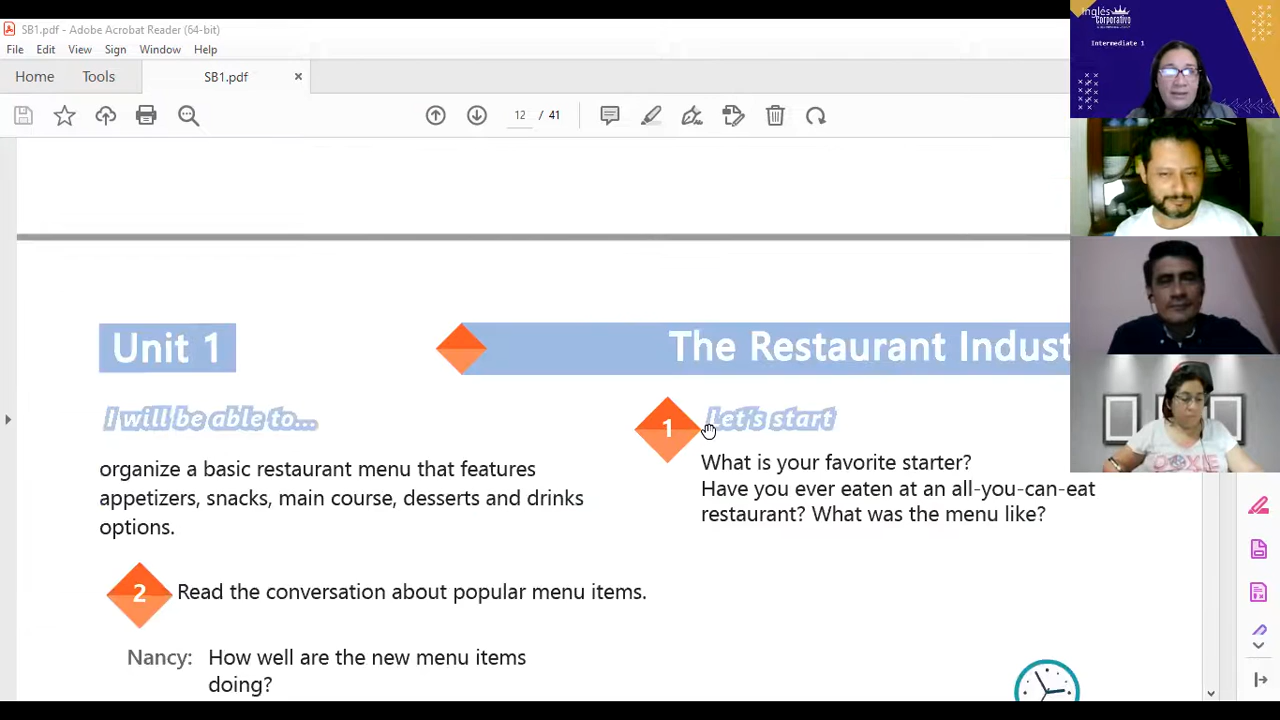 SB1.pdf - Adobe Acrobat Reader (64-bit)
File Edit View Sign Window Help
Home Tools SB1.pdf ×
12 / 41
Inglés
Corporativo
Intermediate 1
Unit 1
The Restaurant Indust
I will be able to...
organize a basic restaurant menu that features
appetizers, snacks, main course, desserts and drinks
options.
1 Let's start
What is your favorite starter?
Have you ever eaten at an all-you-can-eat
restaurant? What was the menu like?
2 Read the conversation about popular menu items.
Nancy: How well are the new menu items
doing?